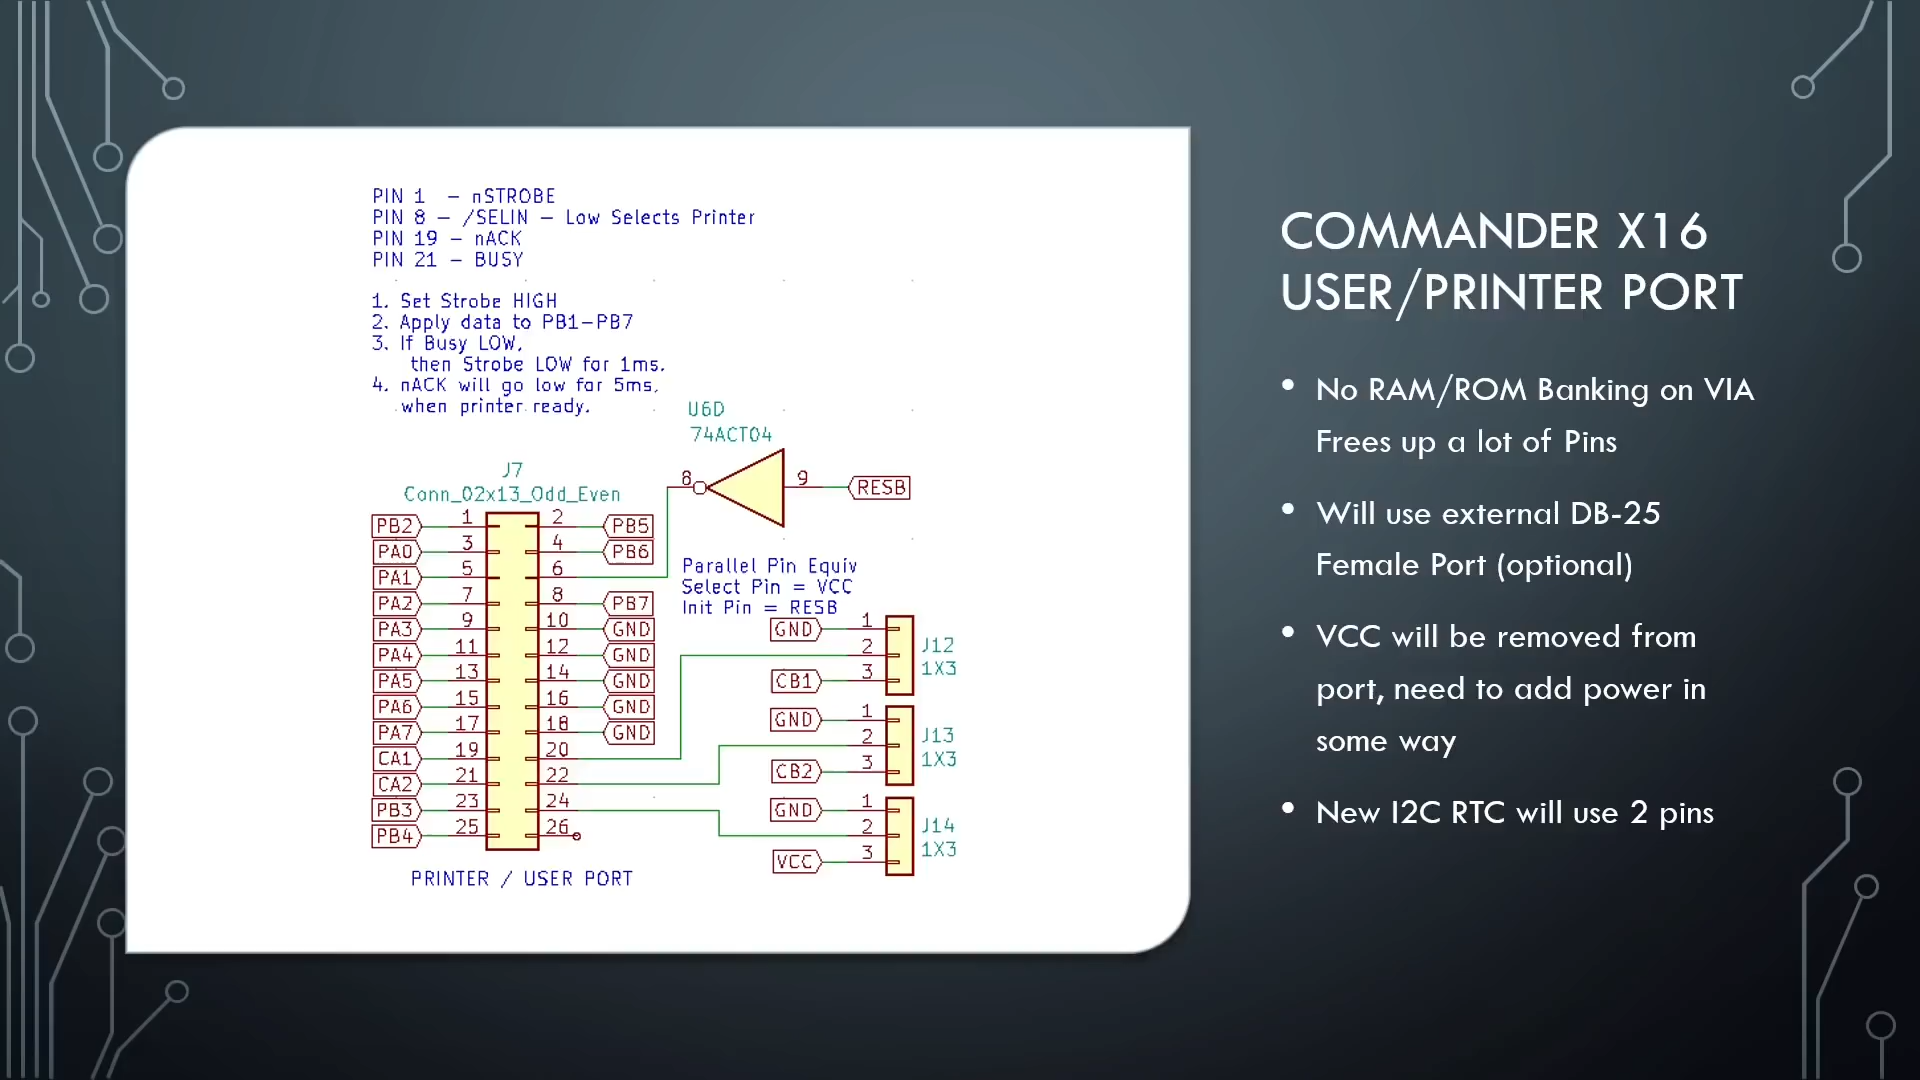 PIN 1 – nSTROBE
PIN 8 – /SELIN – Low Selects Printer
PIN 19 – nACK
PIN 21 – BUSY
1. Set Strobe HIGH
2. Apply data to PB1–PB7
3. If Busy LOW,
then Strobe LOW for 1ms.
4. nACK will go low for 5ms,
when printer ready.
U6D
74ACT04
8 9 RESB
J7
Conn_02x13_Odd_Even
PB2 1 2 PB5
PA0 3 4 PB6
PA1 5 6
PA2 7 8 PB7
PA3 9 10 GND
PA4 11 12 GND
PA5 13 14 GND
PA6 15 16 GND
PA7 17 18 GND
CA1 19 20
CA2 21 22
PB3 23 24
PB4 25 26
PRINTER / USER PORT
Parallel Pin Equiv
Select Pin = VCC
Init Pin = RESB
GND 1
2
CB1 3
J12
1X3
GND 1
2
CB2 3
J13
1X3
GND 1
2
VCC 3
J14
1X3
COMMANDER X16
USER/PRINTER PORT
• No RAM/ROM Banking on VIA
Frees up a lot of Pins
• Will use external DB-25
Female Port (optional)
• VCC will be removed from
port, need to add power in
some way
• New I2C RTC will use 2 pins